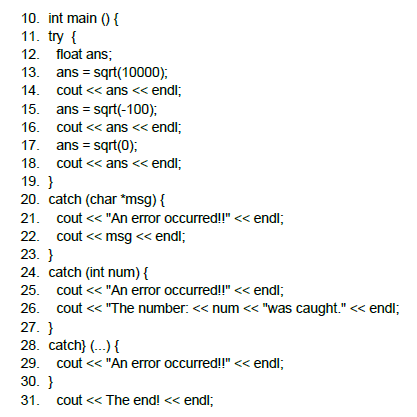 10. int main () {
11. try {
12. float ans;
13. ans = sqrt(10000);
14. cout << ans << endl;
15. ans = sqrt(-100);
16. cout << ans << endl;
17. ans = sqrt(0);
18. cout << ans << endl;
19. }
20. catch (char *msg) {
21. cout << "An error occurred!!" << endl;
22. cout << msg << endl;
23. }
24. catch (int num) {
25. cout << "An error occurred!!" << endl;
26. cout << "The number: << num << "was caught." << endl;
27. }
28. catch} (...) {
29. cout << "An error occurred!!" << endl;
30. }
31. cout << The end! << endl;